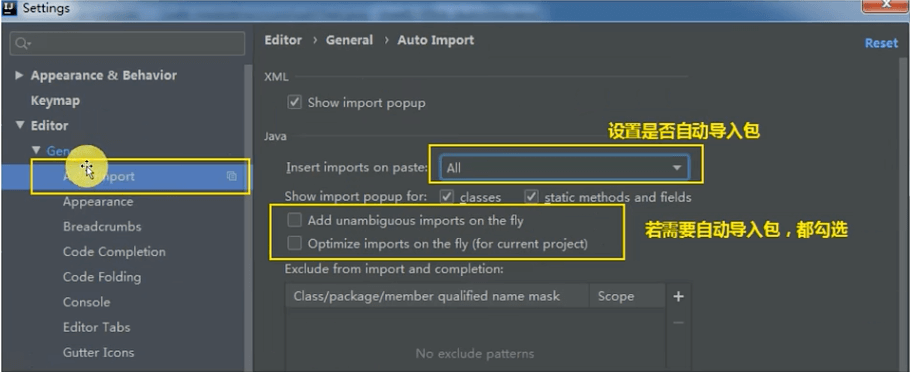 Settings
Editor › General › Auto Import
Reset
Appearance & Behavior
Keymap
Editor
Auto Import
Appearance
Breadcrumbs
Code Completion
Code Folding
Console
Editor Tabs
Gutter Icons
XML
Show import popup
Java
设置是否自动导入包
Insert imports on paste: All
Show import popup for: classes static methods and fields
Add unambiguous imports on the fly
Optimize imports on the fly (for current project)
若需要自动导入包，都勾选
Exclude from import and completion:
Class/package/member qualified name mask Scope
No exclude patterns